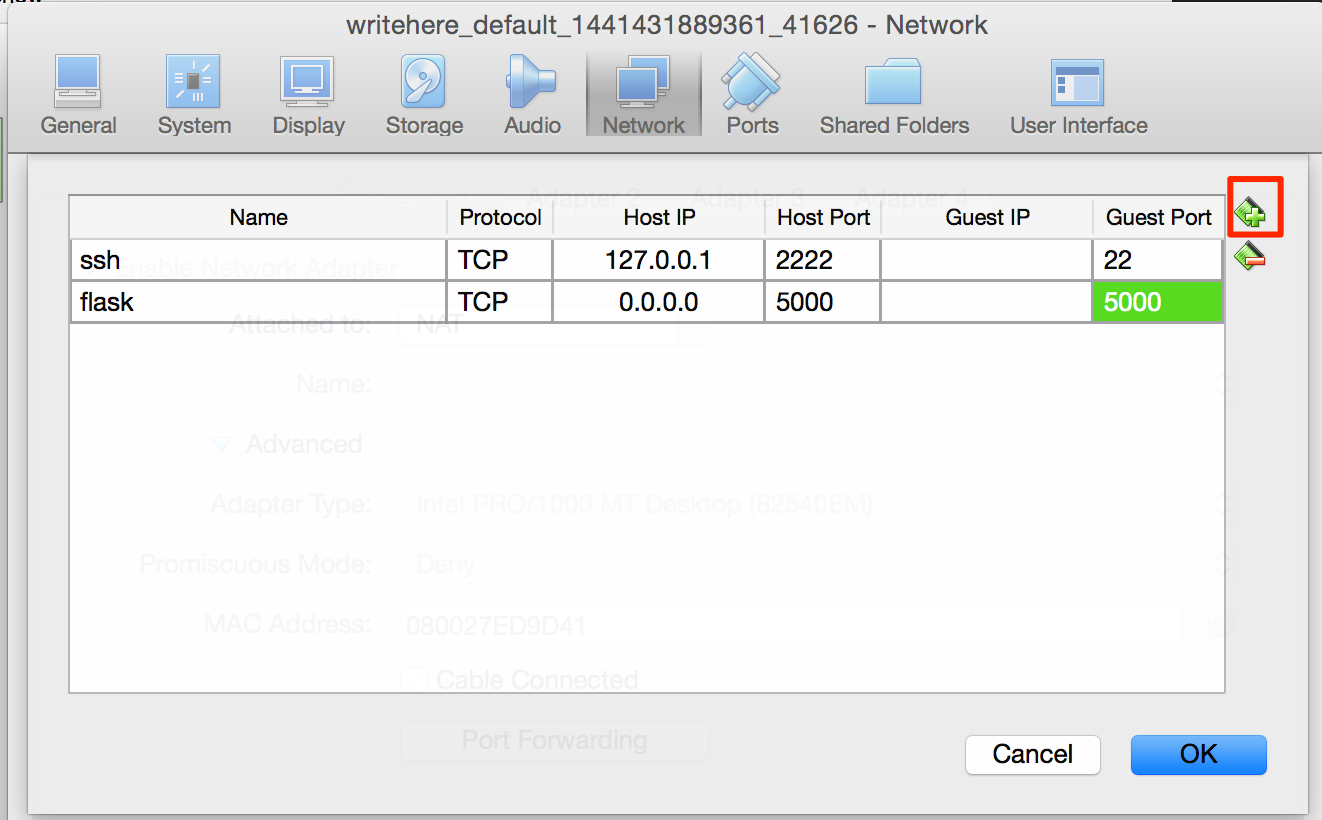 writehere_default_1441431889361_41626 - Network
General System Display Storage Audio Network Ports Shared Folders User Interface
Adapter 2 Adapter 3 Adapter 4
Name Protocol Host IP Host Port Guest IP Guest Port
ssh TCP 127.0.0.1 2222 22
Enable Network Adapter
flask TCP 0.0.0.0 5000 5000
Attached to: NAT
Name:
Advanced
Adapter Type: Intel PRO/1000 MT Desktop (82540EM)
Promiscuous Mode: Deny
MAC Address: 080027ED9D41
Cable Connected
Port Forwarding
Cancel OK